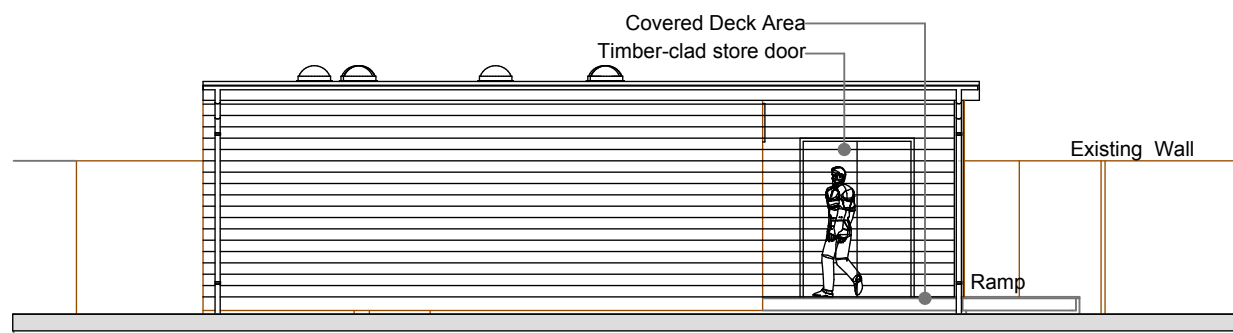 Covered Deck Area
Timber-clad store door
Existing Wall
Ramp